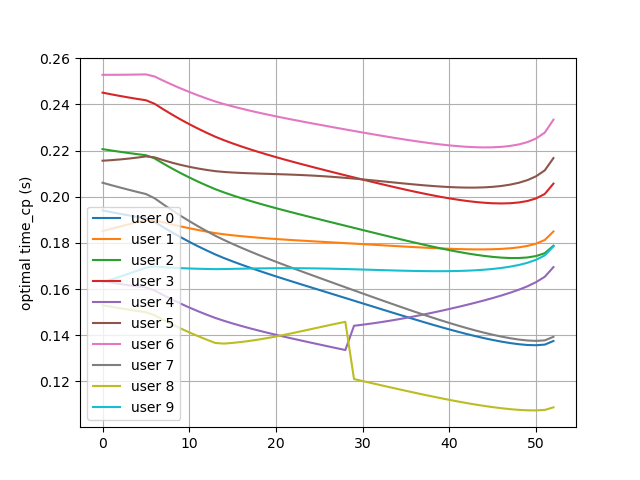 0.26
0.24
0.22
0.20
0.18
0.16
0.14
0.12
optimal time_cp (s)
user 0
user 1
user 2
user 3
user 4
user 5
user 6
user 7
user 8
user 9
0 10 20 30 40 50